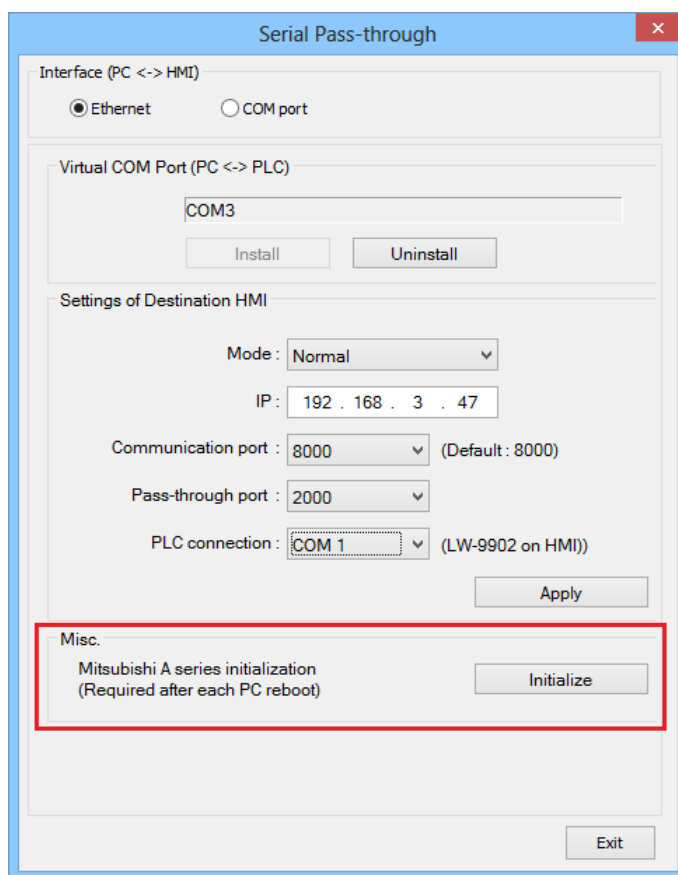 Serial Pass-through
Interface (PC <-> HMI)
Ethernet COM port
Virtual COM Port (PC <-> PLC)
COM3
Install Uninstall
Settings of Destination HMI
Mode : Normal
IP : 192 . 168 . 3 . 47
Communication port : 8000 (Default : 8000)
Pass-through port : 2000
PLC connection : COM 1 (LW-9902 on HMI))
Apply
Misc.
Mitsubishi A series initialization
(Required after each PC reboot)
Initialize
Exit